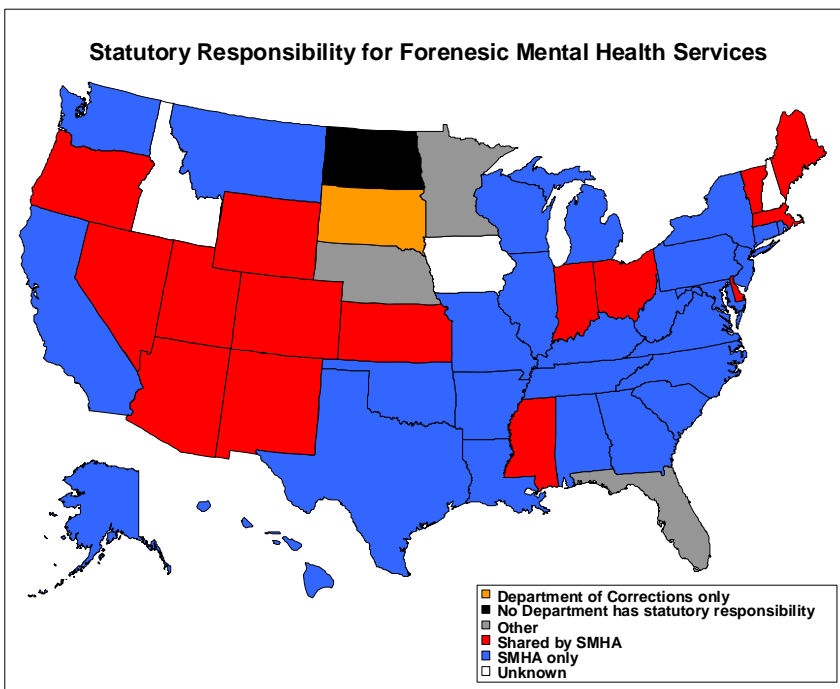 Statutory Responsibility for Forenesic Mental Health Services
Department of Corrections only
No Department has statutory responsibility
Other
Shared by SMHA
SMHA only
Unknown